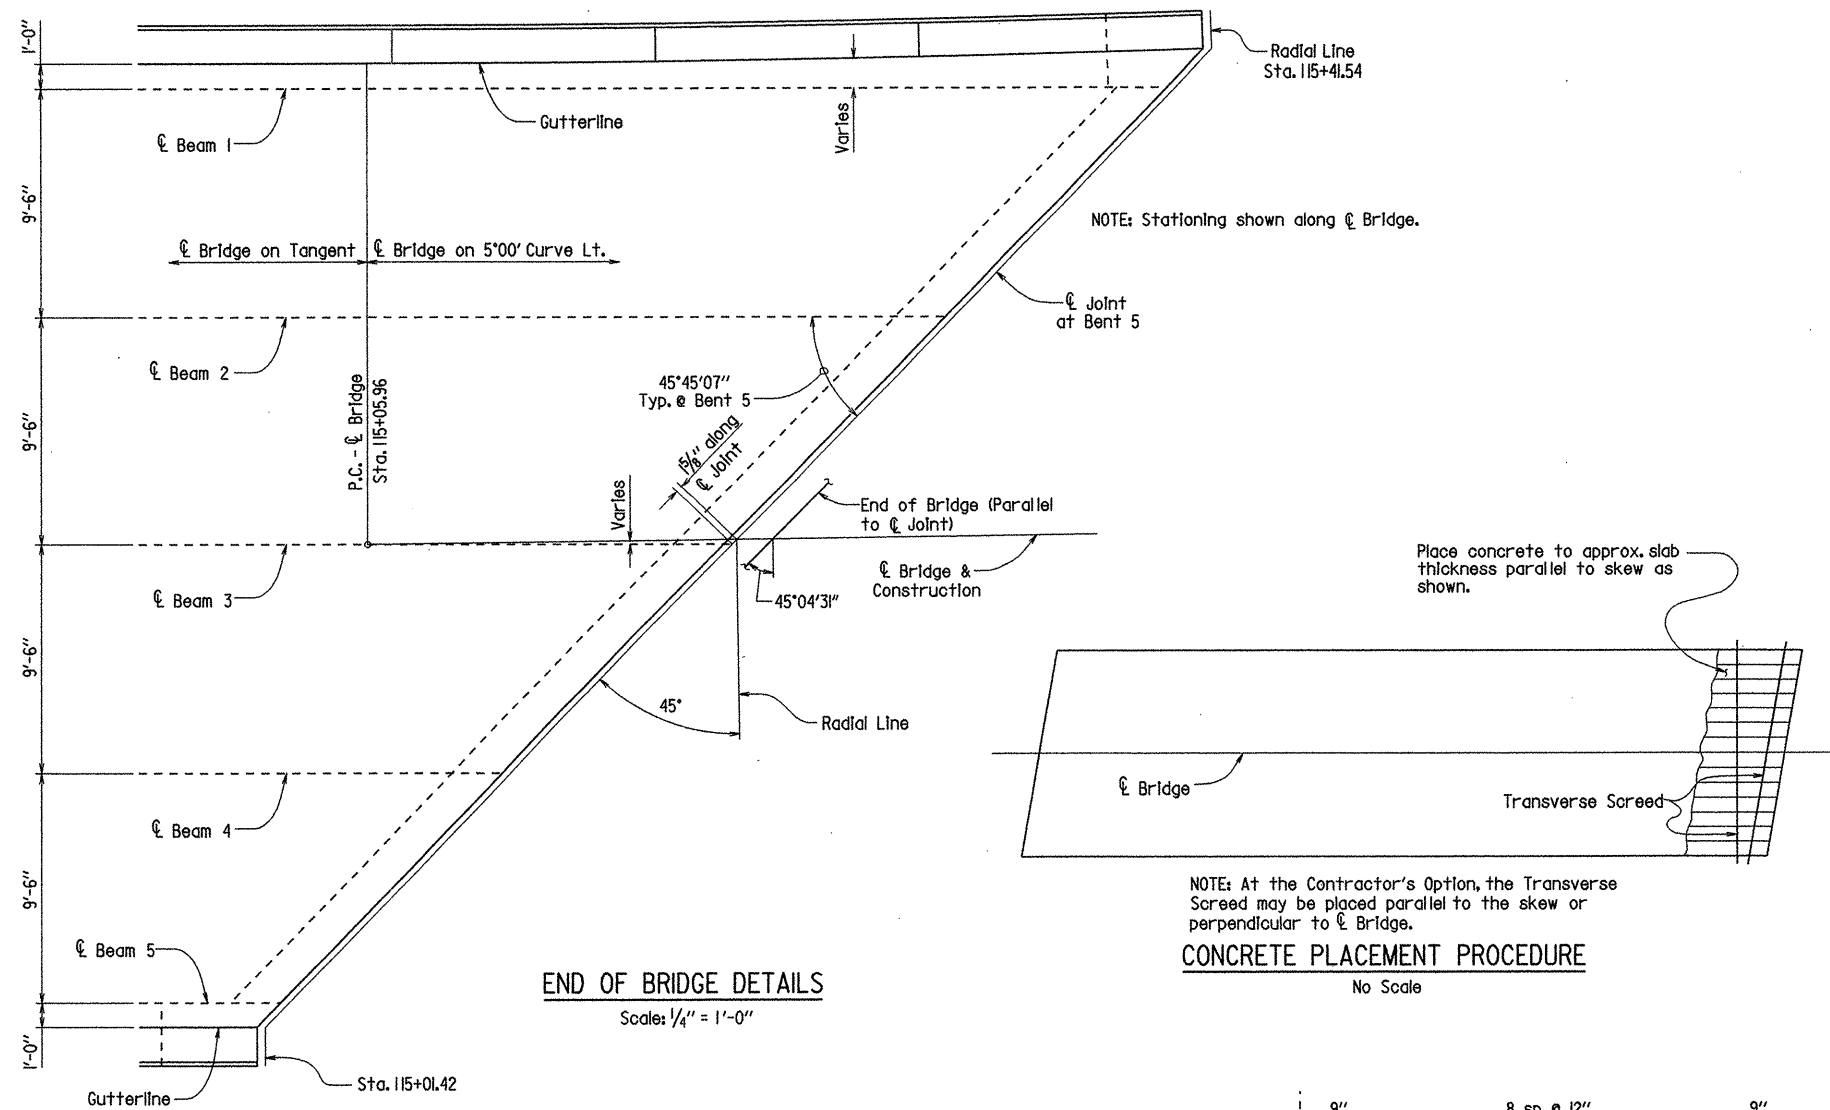 1'-0"
Radial Line
Sta. 115+41.54
Gutterline
Varies
℄ Beam 1
9'-6"
NOTE: Stationing shown along ℄ Bridge.
℄ Bridge on Tangent
℄ Bridge on 5°00' Curve Lt.
℄ Joint
at Bent 5
℄ Beam 2
45°45'07"
Typ. @ Bent 5
P.C. - ℄ Bridge
Sta. 115+05.96
9'-6"
1 5/8" along
℄ Joint
Varies
End of Bridge (Parallel
to ℄ Joint)
℄ Bridge &
Construction
45°04'31"
℄ Beam 3
Place concrete to approx. slab
thickness parallel to skew as
shown.
9'-6"
45°
Radial Line
℄ Bridge
Transverse Screed
℄ Beam 4
9'-6"
NOTE: At the Contractor's Option, the Transverse
Screed may be placed parallel to the skew or
perpendicular to ℄ Bridge.
CONCRETE PLACEMENT PROCEDURE
No Scale
℄ Beam 5
END OF BRIDGE DETAILS
Scale: 1/4" = 1'-0"
1'-0"
Sta. 115+01.42
Gutterline
9"
8 sp. @ 12"
9"